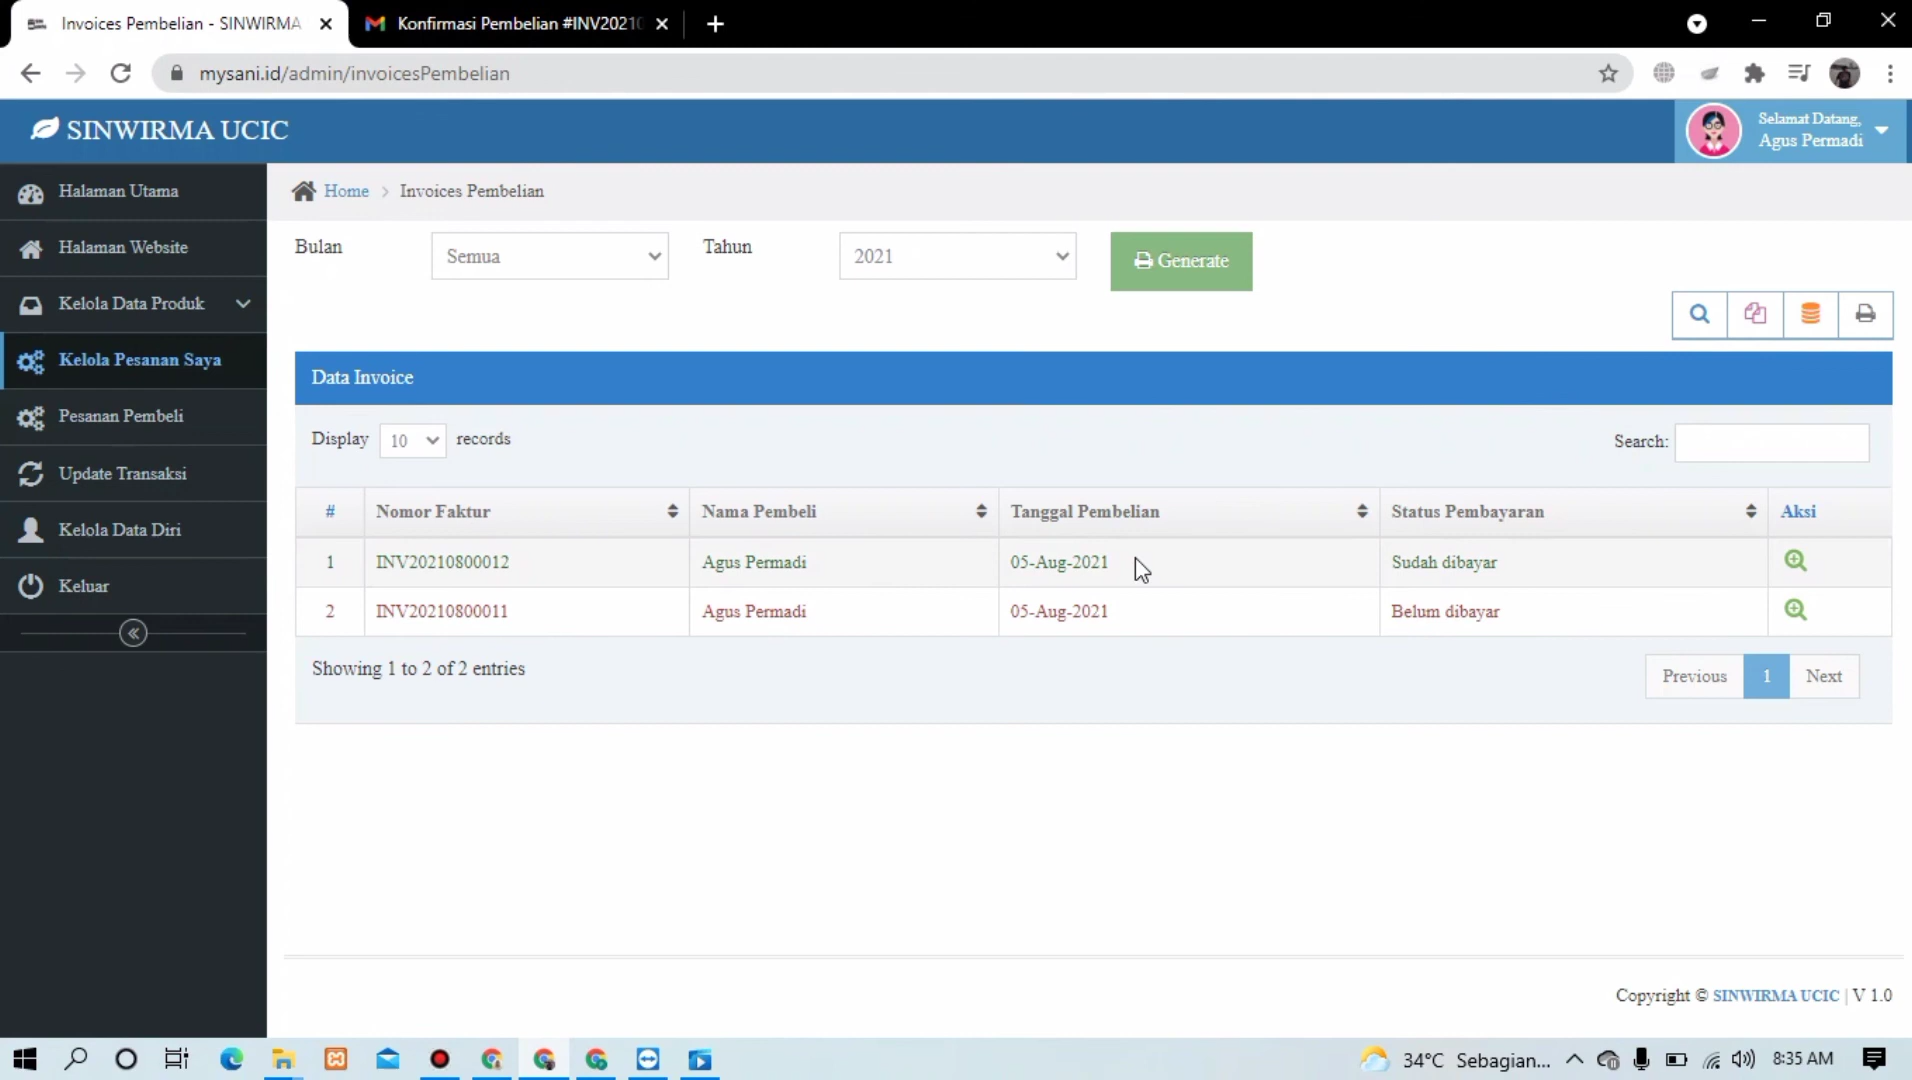 Invoices Pembelian - SINWIRMA
Konfirmasi Pembelian #INV2021
mysani.id/admin/invoicesPembelian
SINWIRMA UCIC
Selamat Datang,
Agus Permadi
Halaman Utama
Halaman Website
Kelola Data Produk
Kelola Pesanan Saya
Pesanan Pembeli
Update Transaksi
Kelola Data Diri
Keluar
Home > Invoices Pembelian
Bulan Semua Tahun 2021 Generate
Data Invoice
Display 10 records Search:
# Nomor Faktur Nama Pembeli Tanggal Pembelian Status Pembayaran Aksi
1 INV20210800012 Agus Permadi 05-Aug-2021 Sudah dibayar
2 INV20210800011 Agus Permadi 05-Aug-2021 Belum dibayar
Showing 1 to 2 of 2 entries Previous 1 Next
Copyright © SINWIRMA UCIC | V 1.0
34°C Sebagian... 8:35 AM